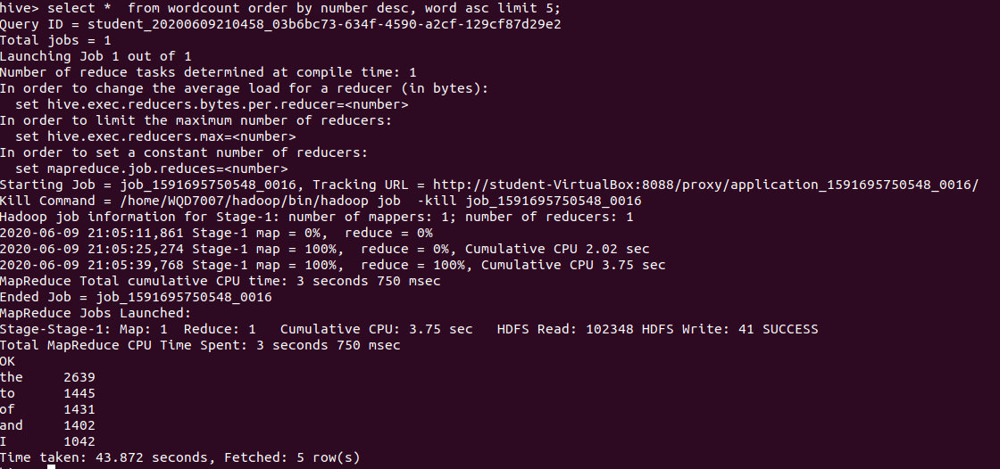 hive> select *  from wordcount order by number desc, word asc limit 5;
Query ID = student_20200609210458_03b6bc73-634f-4590-a2cf-129cf87d29e2
Total jobs = 1
Launching Job 1 out of 1
Number of reduce tasks determined at compile time: 1
In order to change the average load for a reducer (in bytes):
  set hive.exec.reducers.bytes.per.reducer=<number>
In order to limit the maximum number of reducers:
  set hive.exec.reducers.max=<number>
In order to set a constant number of reducers:
  set mapreduce.job.reduces=<number>
Starting Job = job_1591695750548_0016, Tracking URL = http://student-VirtualBox:8088/proxy/application_1591695750548_0016/
Kill Command = /home/WQD7007/hadoop/bin/hadoop job  -kill job_1591695750548_0016
Hadoop job information for Stage-1: number of mappers: 1; number of reducers: 1
2020-06-09 21:05:11,861 Stage-1 map = 0%,  reduce = 0%
2020-06-09 21:05:25,274 Stage-1 map = 100%,  reduce = 0%, Cumulative CPU 2.02 sec
2020-06-09 21:05:39,768 Stage-1 map = 100%,  reduce = 100%, Cumulative CPU 3.75 sec
MapReduce Total cumulative CPU time: 3 seconds 750 msec
Ended Job = job_1591695750548_0016
MapReduce Jobs Launched:
Stage-Stage-1: Map: 1  Reduce: 1   Cumulative CPU: 3.75 sec   HDFS Read: 102348 HDFS Write: 41 SUCCESS
Total MapReduce CPU Time Spent: 3 seconds 750 msec
OK
the     2639
to      1445
of      1431
and     1402
I       1042
Time taken: 43.872 seconds, Fetched: 5 row(s)